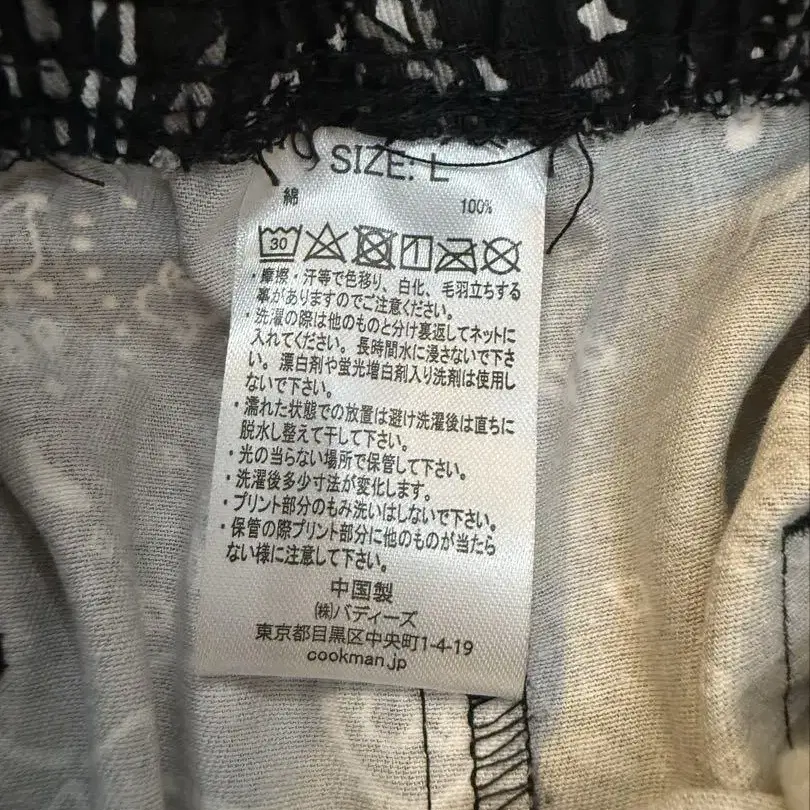 SIZE: L
綿 100%
30
・摩擦・汗等で色移り、白化、毛羽立ちする
事がありますのでご注意ください。
・洗濯の際は他のものと分け裏返してネットに
入れてください。長時間水に浸さないで下さ
い。漂白剤や蛍光増白剤入り洗剤は使用し
ないで下さい。
・濡れた状態での放置は避け洗濯後は直ちに
脱水し整えて干して下さい。
・光の当らない場所で保管して下さい。
・洗濯後多少寸法が変化します。
・プリント部分のもみ洗いはしないで下さい。
・保管の際プリント部分に他のものが当たら
ない様に注意して下さい。
中国製
(株)バディーズ
東京都目黒区中央町1-4-19
cookman.jp